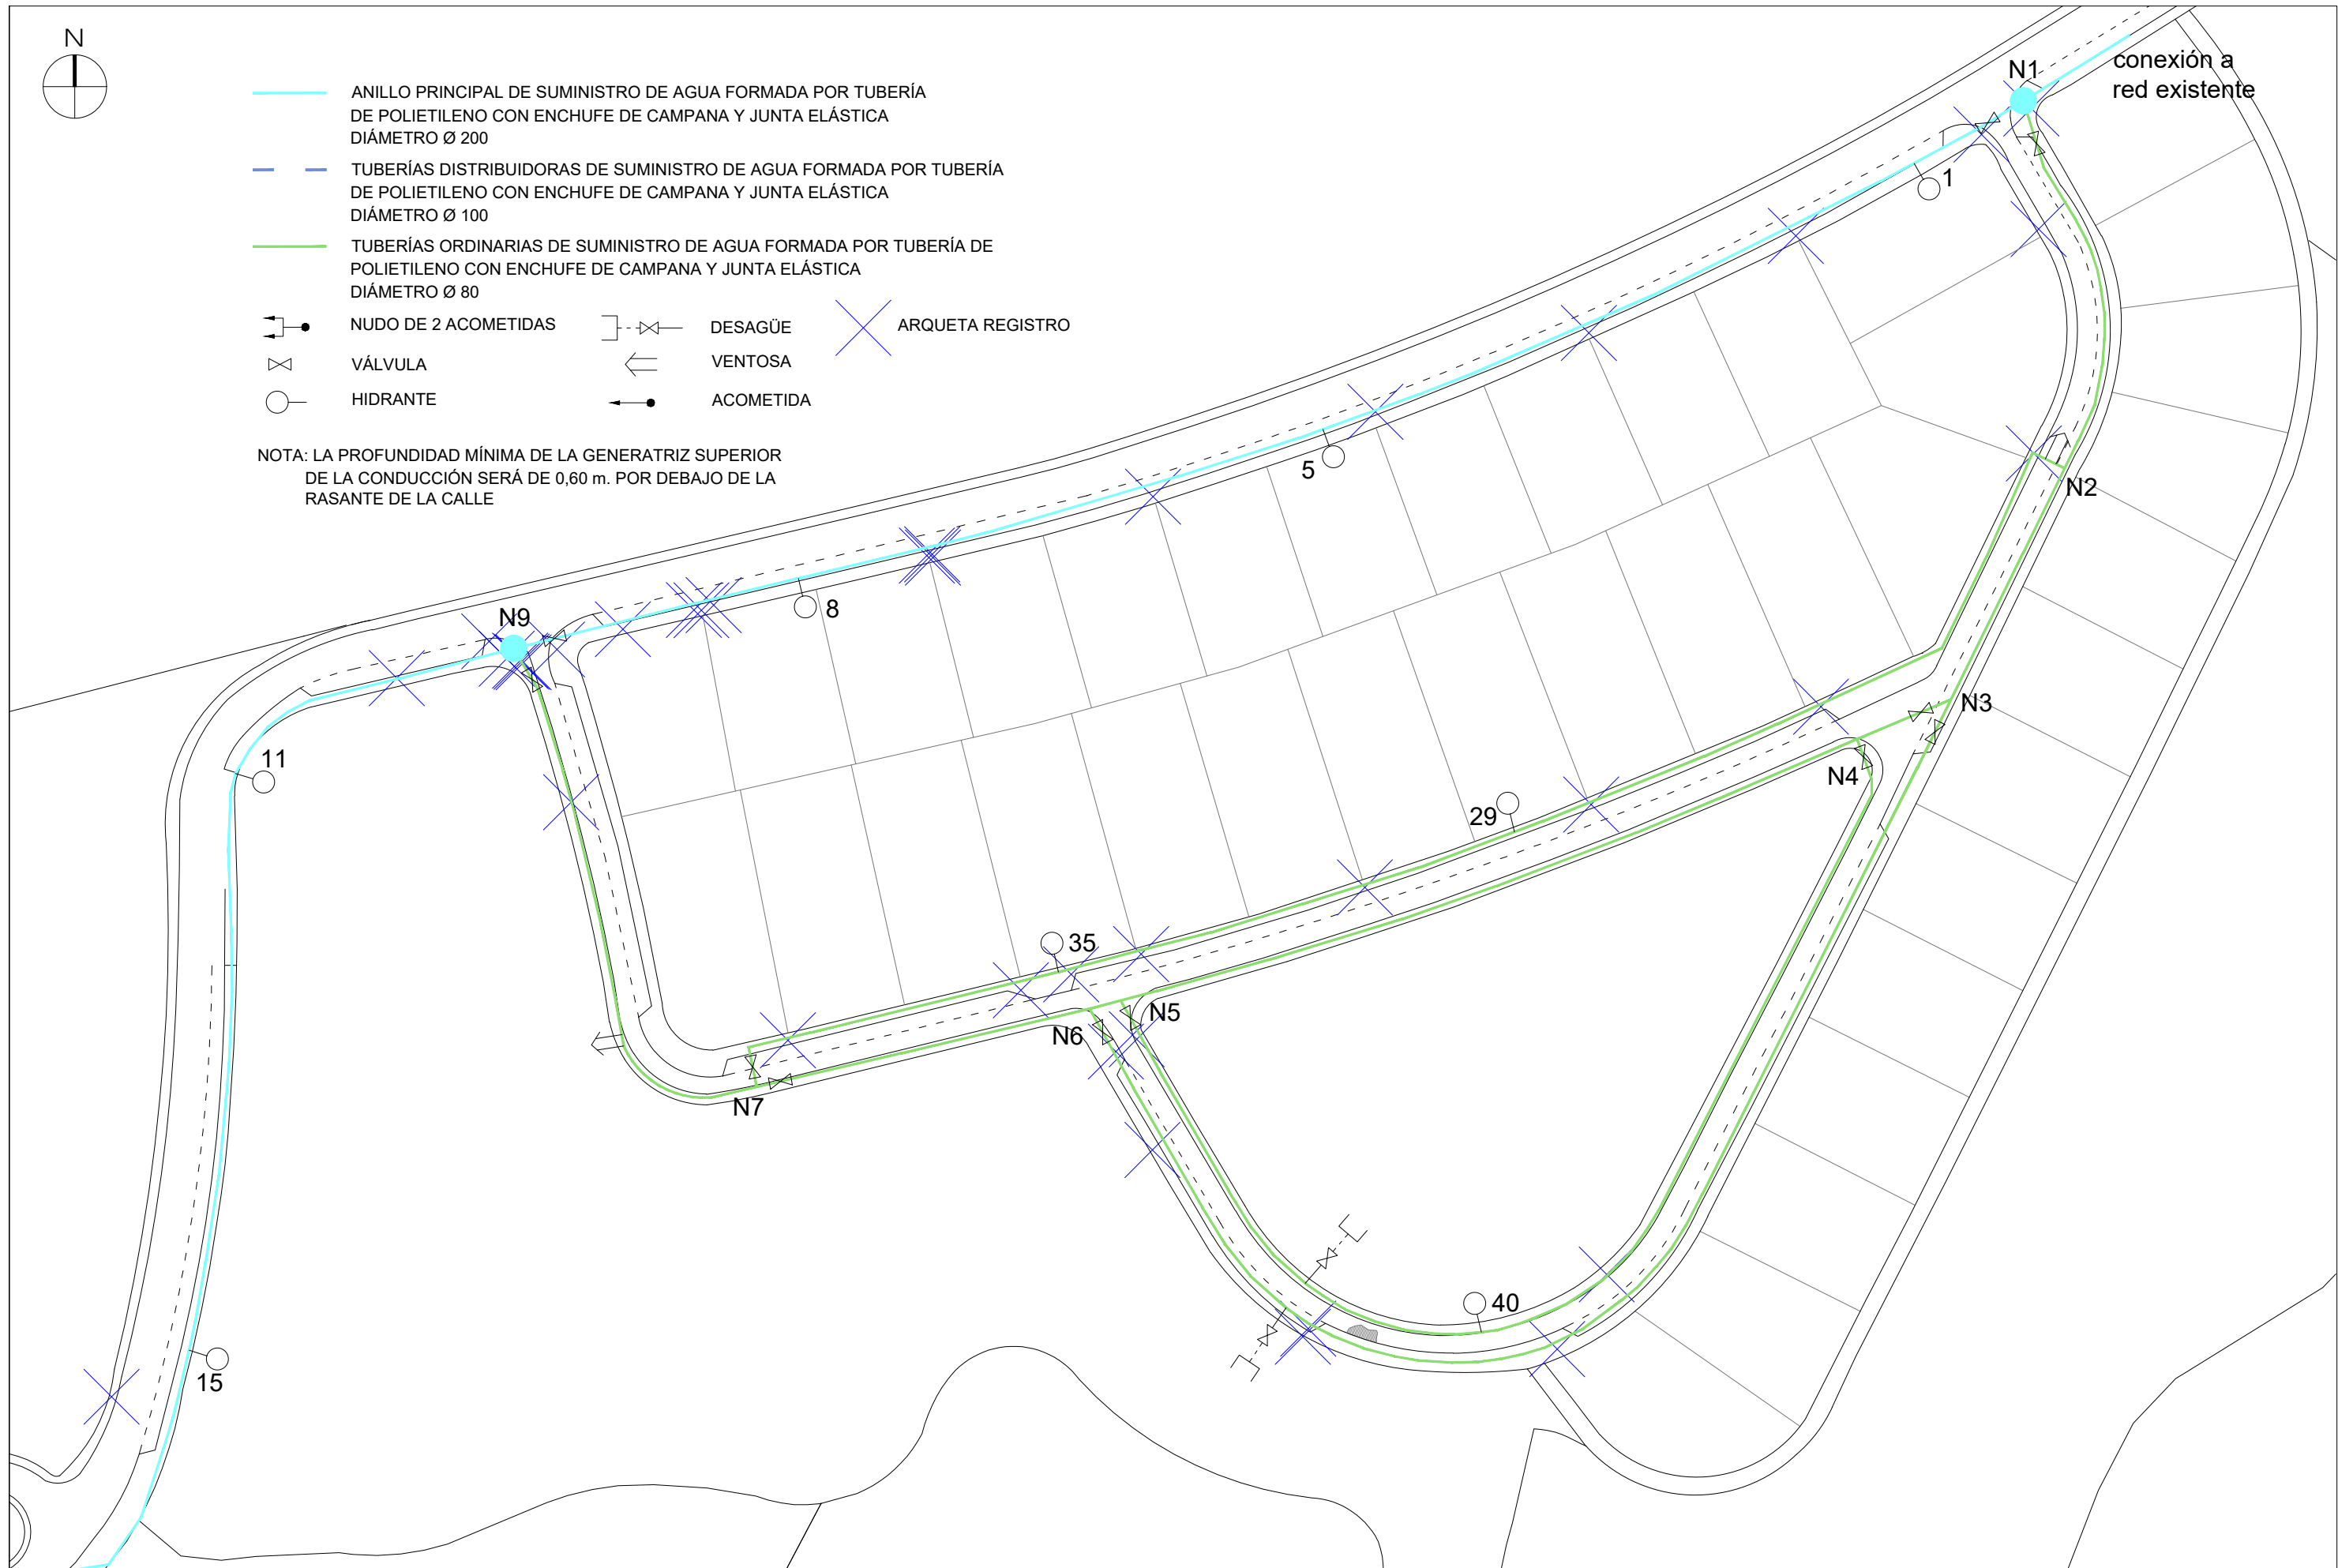 N
ANILLO PRINCIPAL DE SUMINISTRO DE AGUA FORMADA POR TUBERÍA
DE POLIETILENO CON ENCHUFE DE CAMPANA Y JUNTA ELÁSTICA
DIÁMETRO Ø 200
TUBERÍAS DISTRIBUIDORAS DE SUMINISTRO DE AGUA FORMADA POR TUBERÍA
DE POLIETILENO CON ENCHUFE DE CAMPANA Y JUNTA ELÁSTICA
DIÁMETRO Ø 100
TUBERÍAS ORDINARIAS DE SUMINISTRO DE AGUA FORMADA POR TUBERÍA DE
POLIETILENO CON ENCHUFE DE CAMPANA Y JUNTA ELÁSTICA
DIÁMETRO Ø 80
NUDO DE 2 ACOMETIDAS
DESAGÜE
ARQUETA REGISTRO
VÁLVULA
VENTOSA
HIDRANTE
ACOMETIDA
NOTA: LA PROFUNDIDAD MÍNIMA DE LA GENERATRIZ SUPERIOR
DE LA CONDUCCIÓN SERÁ DE 0,60 m. POR DEBAJO DE LA
RASANTE DE LA CALLE
conexión a
red existente
N1
1
5
N2
8
N9
N3
11
N4
29
35
N5
N6
N7
40
15